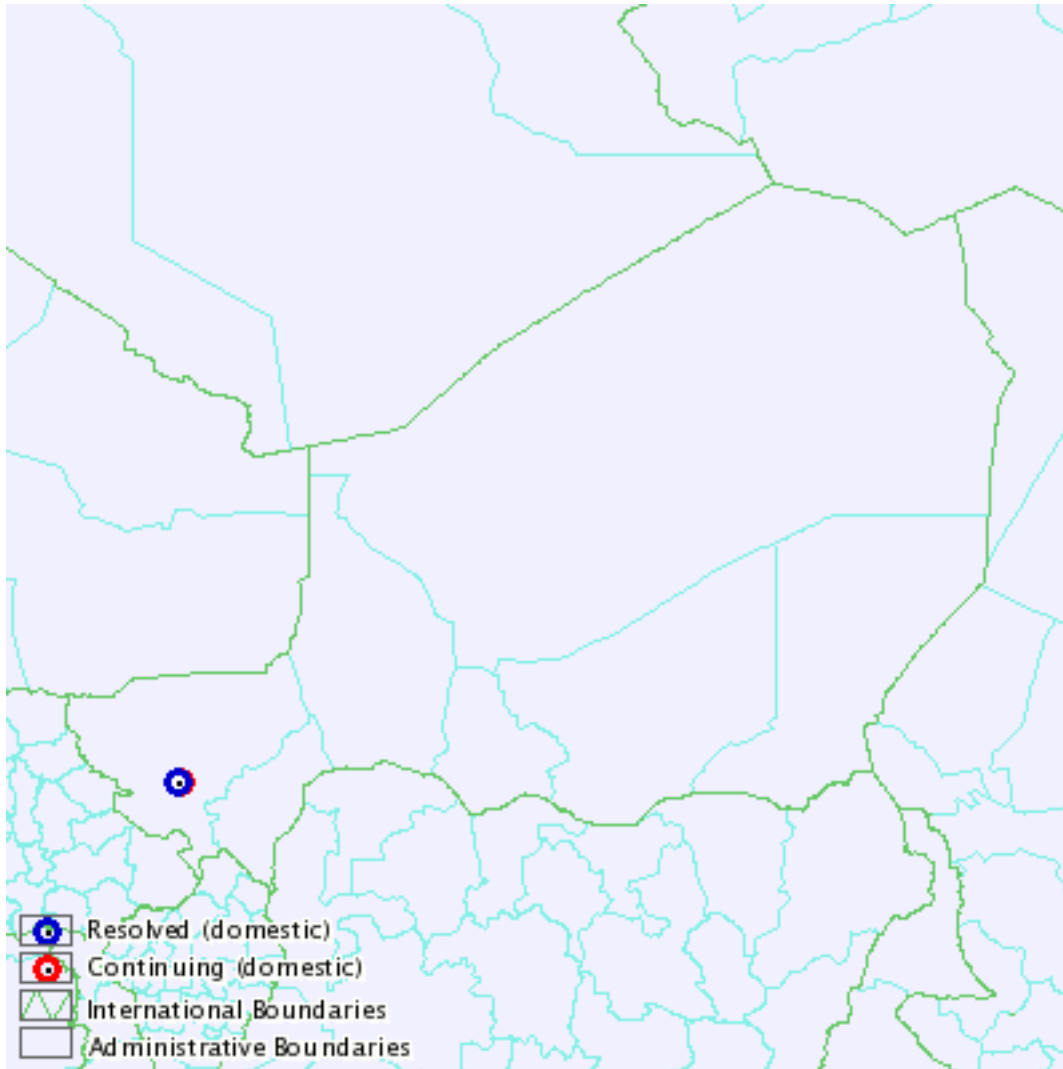 Resolved (domestic)
Continuing (domestic)
International Boundaries
Administrative Boundaries